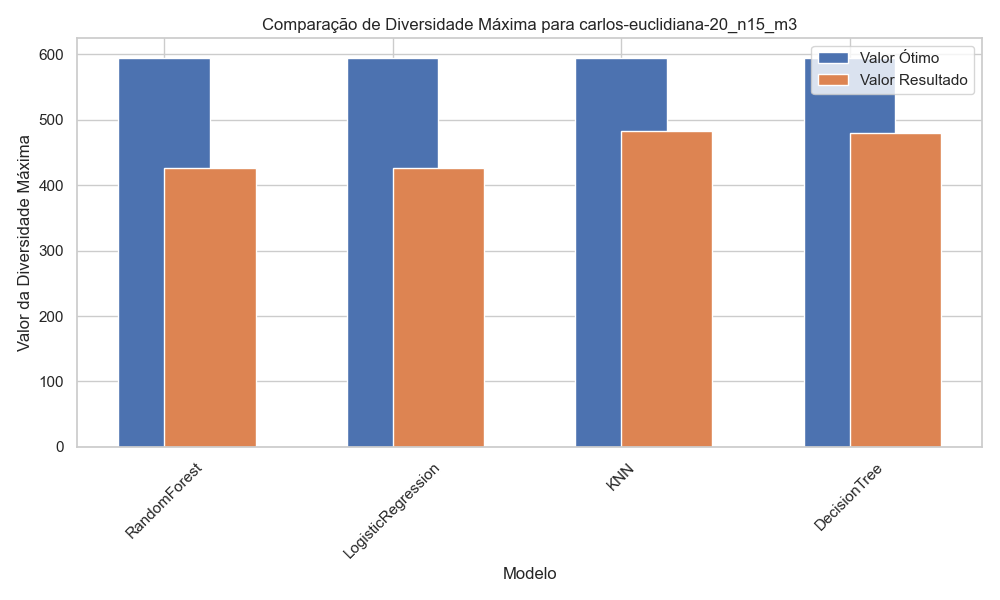 Comparação de Diversidade Máxima para carlos-euclidiana-20_n15_m3
Valor Ótimo
Valor Resultado
Valor da Diversidade Máxima
600
500
400
300
200
100
0
RandomForest
LogisticRegression
KNN
DecisionTree
Modelo